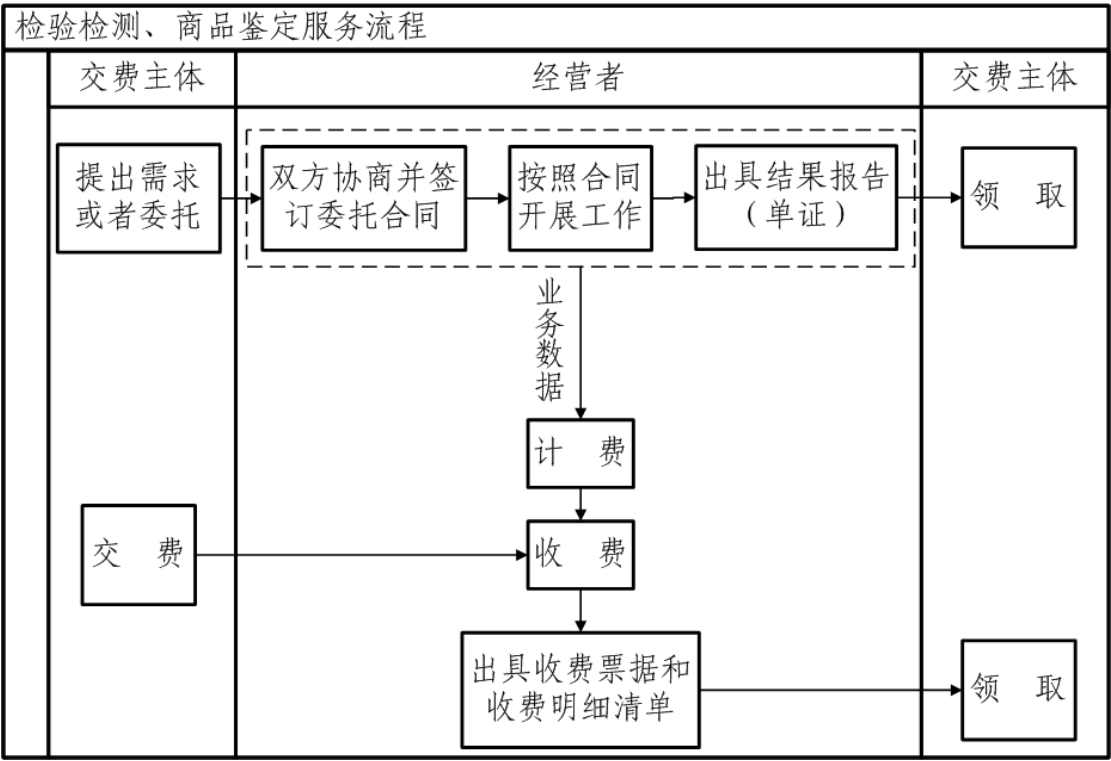 检验检测、商品鉴定服务流程
交费主体
经营者
交费主体
提出需求
或者委托
双方协商并签
订委托合同
按照合同
开展工作
出具结果报告
（单证）
领 取
业务数据
计 费
交 费
收 费
出具收费票据和
收费明细清单
领 取